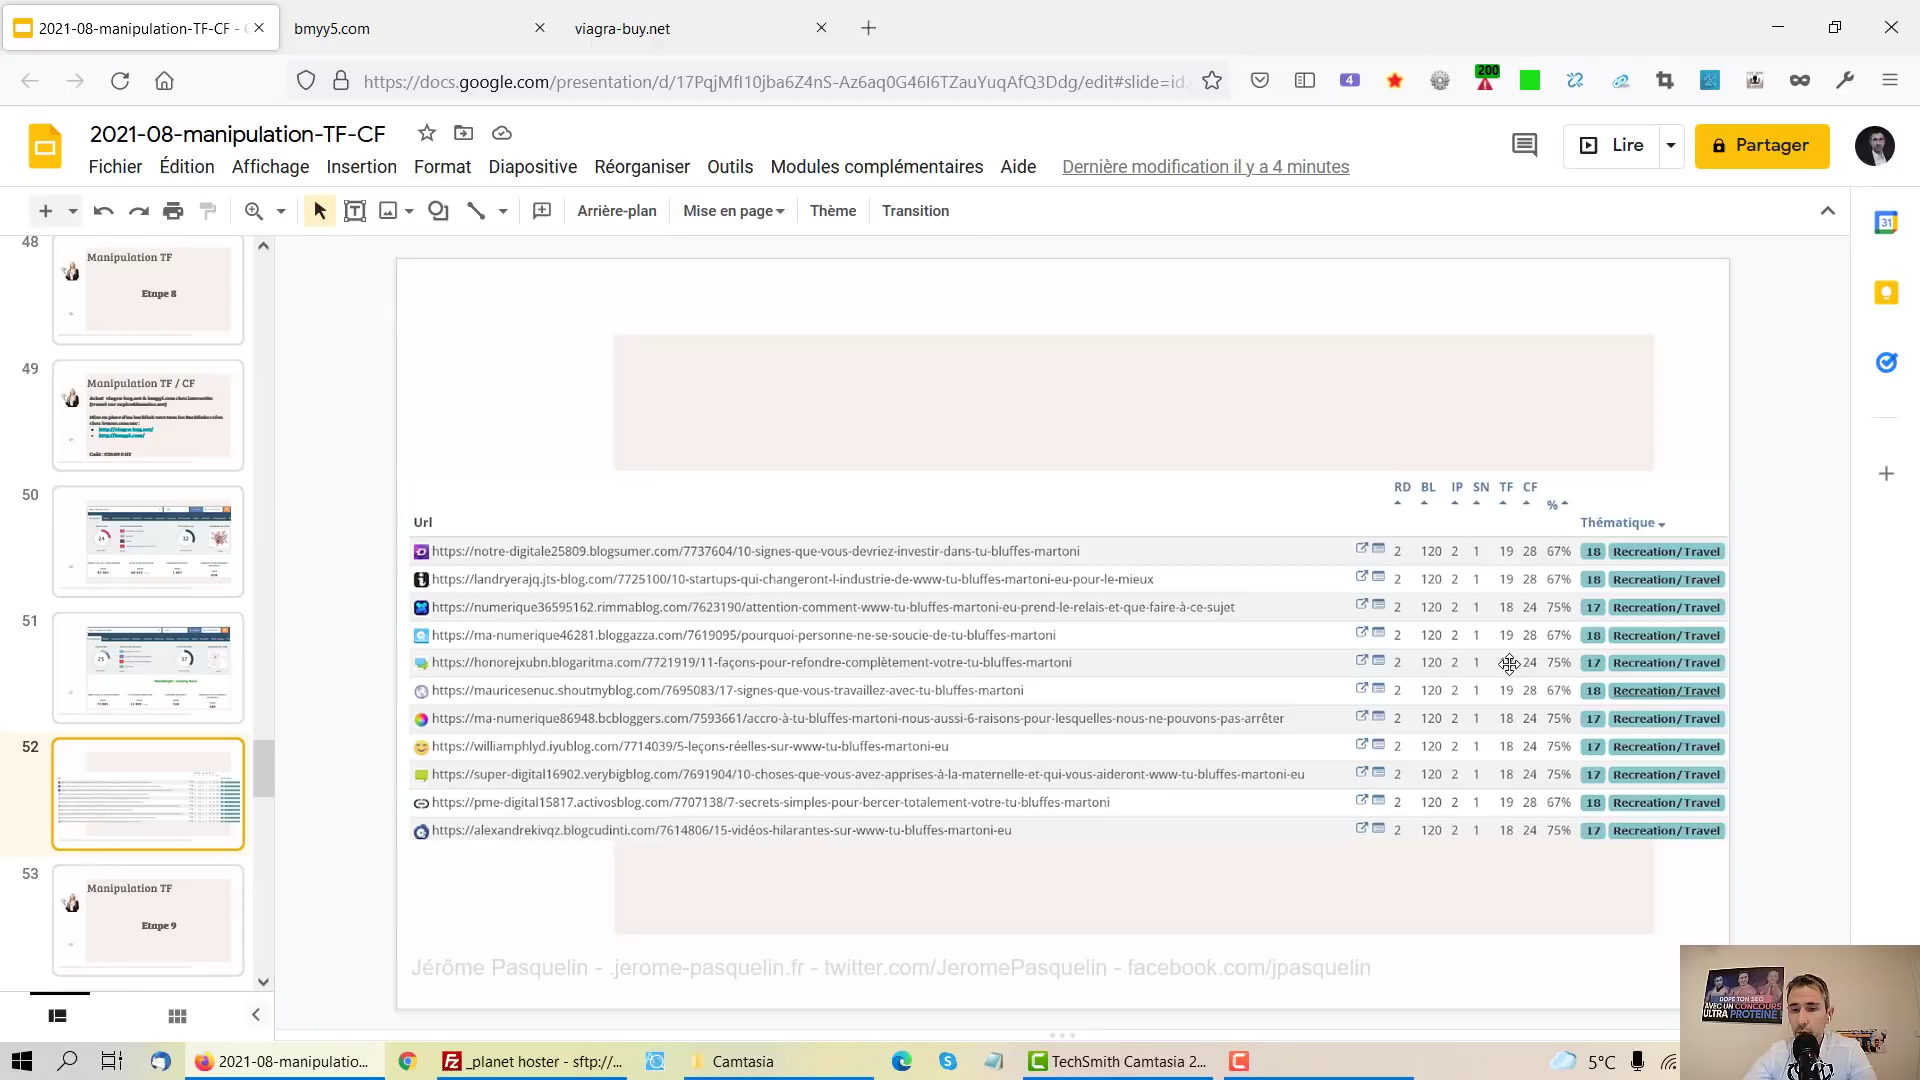 2021-08-manipulation-TF-CF - G
bmyy5.com
viagra-buy.net
https://docs.google.com/presentation/d/17PqjMfl10jba6Z4nS-Az6aq0G46I6TZauYuqAfQ3Ddg/edit#slide=id.
4
200
2021-08-manipulation-TF-CF
Lire
Partager
Fichier Édition Affichage Insertion Format Diapositive Réorganiser Outils Modules complémentaires Aide Dernière modification il y a 4 minutes
Arrière-plan Mise en page Thème Transition
31
48
Manipulation TF
Etape 8
49
Manipulation TF / CF
50
24
32
51
25
37
52
53
Manipulation TF
Etape 9
RD BL IP SN TF CF %
Url Thématique
https://notre-digitale25809.blogsumer.com/7737604/10-signes-que-vous-devriez-investir-dans-tu-bluffes-martoni 2 120 2 1 19 28 67% 18 Recreation/Travel
https://landryerajq.jts-blog.com/7725100/10-startups-qui-changeront-l-industrie-de-www-tu-bluffes-martoni-eu-pour-le-mieux 2 120 2 1 19 28 67% 18 Recreation/Travel
https://numerique36595162.rimmablog.com/7623190/attention-comment-www-tu-bluffes-martoni-eu-prend-le-relais-et-que-faire-à-ce-sujet 2 120 2 1 18 24 75% 17 Recreation/Travel
https://ma-numerique46281.bloggazza.com/7619095/pourquoi-personne-ne-se-soucie-de-tu-bluffes-martoni 2 120 2 1 19 28 67% 18 Recreation/Travel
https://honorejxubn.blogaritma.com/7721919/11-façons-pour-refondre-complètement-votre-tu-bluffes-martoni 2 120 2 1 24 75% 17 Recreation/Travel
https://mauricesenuc.shoutmyblog.com/7695083/17-signes-que-vous-travaillez-avec-tu-bluffes-martoni 2 120 2 1 19 28 67% 18 Recreation/Travel
https://ma-numerique86948.bcbloggers.com/7593661/accro-à-tu-bluffes-martoni-nous-aussi-6-raisons-pour-lesquelles-nous-ne-pouvons-pas-arrêter 2 120 2 1 18 24 75% 17 Recreation/Travel
https://williamphlyd.iyublog.com/7714039/5-leçons-réelles-sur-www-tu-bluffes-martoni-eu 2 120 2 1 18 24 75% 17 Recreation/Travel
https://super-digital16902.verybigblog.com/7691904/10-choses-que-vous-avez-apprises-à-la-maternelle-et-qui-vous-aideront-www-tu-bluffes-martoni-eu 2 120 2 1 18 24 75% 17 Recreation/Travel
https://pme-digital15817.activosblog.com/7707138/7-secrets-simples-pour-bercer-totalement-votre-tu-bluffes-martoni 2 120 2 1 19 28 67% 18 Recreation/Travel
https://alexandrekivqz.blogcudinti.com/7614806/15-vidéos-hilarantes-sur-www-tu-bluffes-martoni-eu 2 120 2 1 18 24 75% 17 Recreation/Travel
Jérôme Pasquelin - .jerome-pasquelin.fr - twitter.com/JeromePasquelin - facebook.com/jpasquelin
DOPE TON SEO
AVEC UN CONCOURS
ULTRA PROTEINÉ !
2021-08-manipulatio...
_planet hoster - sftp://...
Camtasia
TechSmith Camtasia 2...
5°C